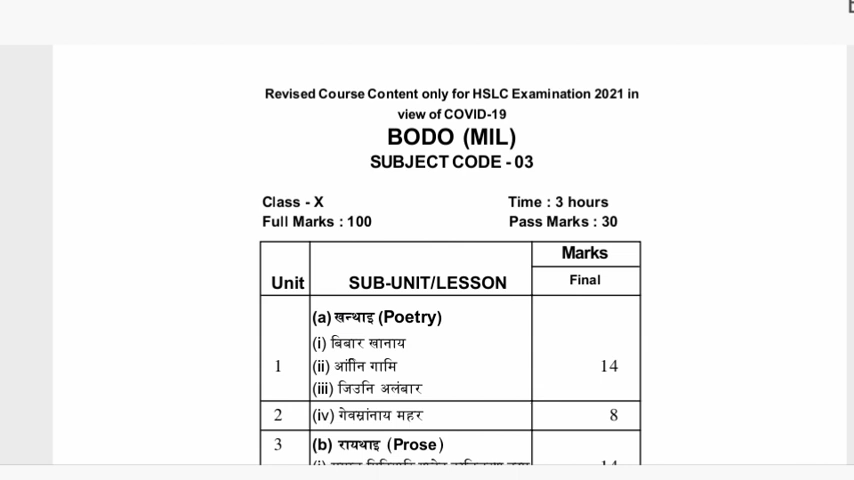 Revised Course Content only for HSLC Examination 2021 in
view of COVID-19
BODO (MIL)
SUBJECT CODE - 03
Class - X Time : 3 hours
Full Marks : 100 Pass Marks : 30
Marks
Unit SUB-UNIT/LESSON Final
(a) खन्थाइ (Poetry)
(i) बिबार खानाय
1 (ii) आंनि गामि 14
(iii) जिउनि अलंबार
2 (iv) गेवस्रांनाय महर 8
3 (b) रायथाइ (Prose)